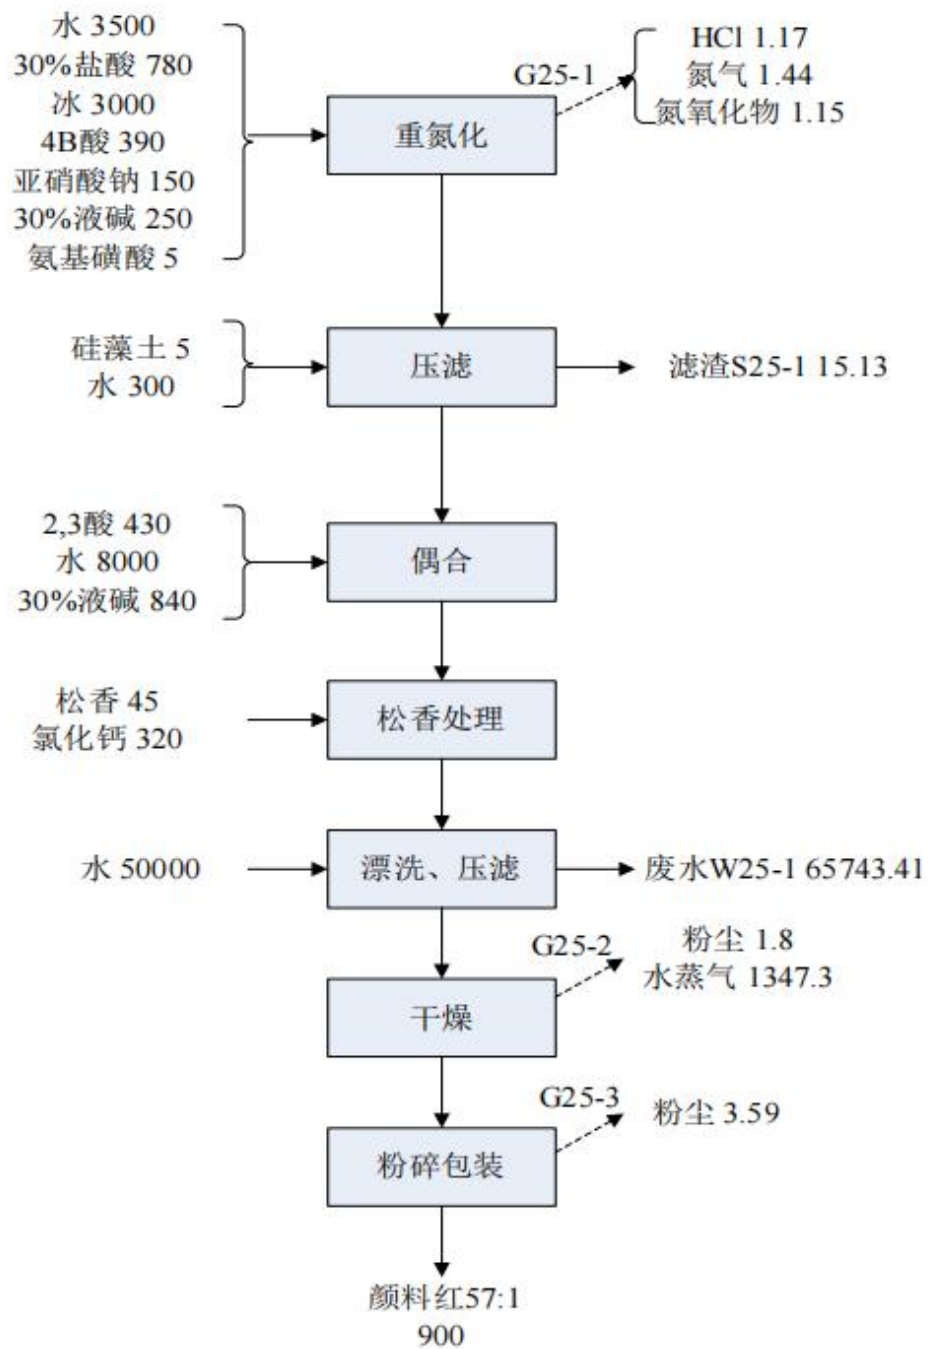 水 3500
30%盐酸 780
冰 3000
4B酸 390
亚硝酸钠 150
30%液碱 250
氨基磺酸 5
重氮化
G25-1
HCl 1.17
氮气 1.44
氮氧化物 1.15
硅藻土 5
水 300
压滤
滤渣S25-1 15.13
2,3酸 430
水 8000
30%液碱 840
偶合
松香 45
氯化钙 320
松香处理
水 50000
漂洗、压滤
废水W25-1 65743.41
G25-2
粉尘 1.8
水蒸气 1347.3
干燥
G25-3
粉尘 3.59
粉碎包装
颜料红57:1
900